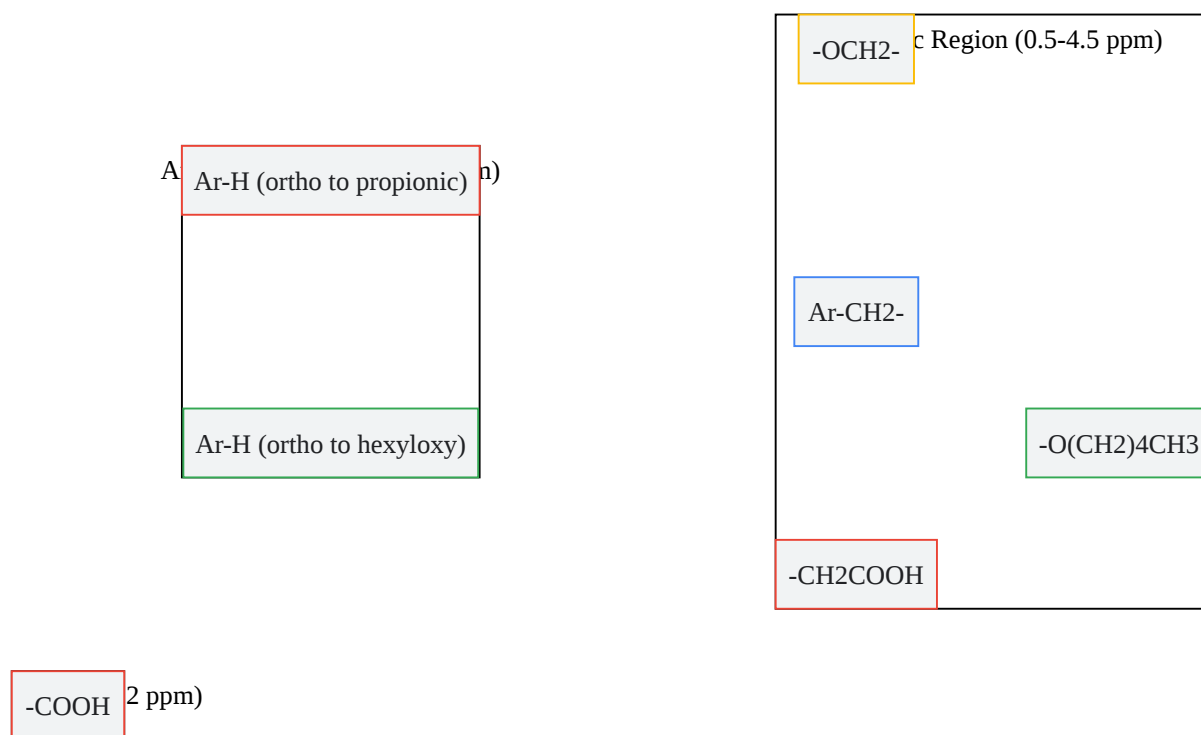 -OCH2-
Region (0.5-4.5 ppm)
Ar-H (ortho to propionic)
Ar-CH2-
Ar-H (ortho to hexyloxy)
-O(CH2)4CH3
-CH2COOH
-COOH
2 ppm)